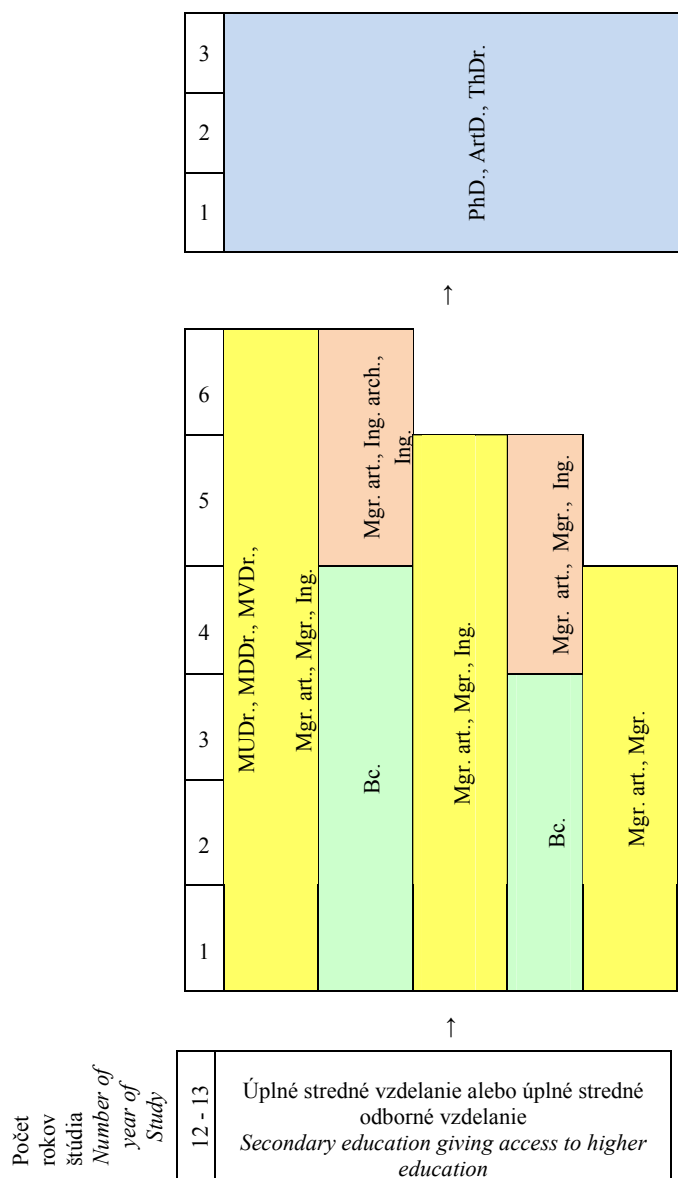 3
2
1
PhD., ArtD., ThDr.
↑
6
5
4
3
2
1
MUDr., MDDr., MVDr.,
Mgr. art., Mgr., Ing.
Mgr. art., Ing. arch.,
Ing.
Bc.
Mgr. art., Mgr., Ing.
Mgr. art., Mgr., Ing.
Bc.
Mgr. art., Mgr.
↑
Počet
rokov
štúdia
Number of
year of
Study
12 - 13
Úplné stredné vzdelanie alebo úplné stredné
odborné vzdelanie
Secondary education giving access to higher
education